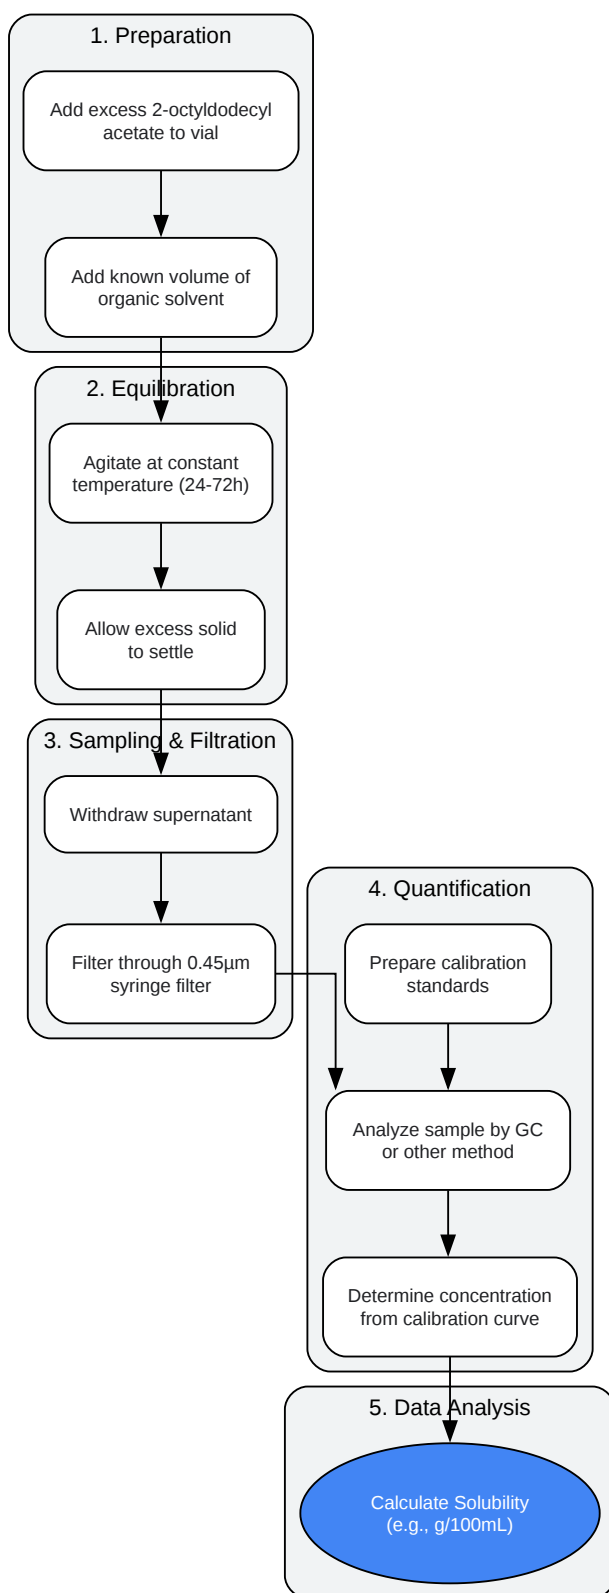 1. Preparation
Add excess 2-octyldodecyl
acetate to vial
Add known volume of
organic solvent
2. Equilibration
Agitate at constant
temperature (24-72h)
Allow excess solid
to settle
3. Sampling & Filtration
Withdraw supernatant
Filter through 0.45µm
syringe filter
4. Quantification
Prepare calibration
standards
Analyze sample by GC
or other method
Determine concentration
from calibration curve
5. Data Analysis
Calculate Solubility
(e.g., g/100mL)